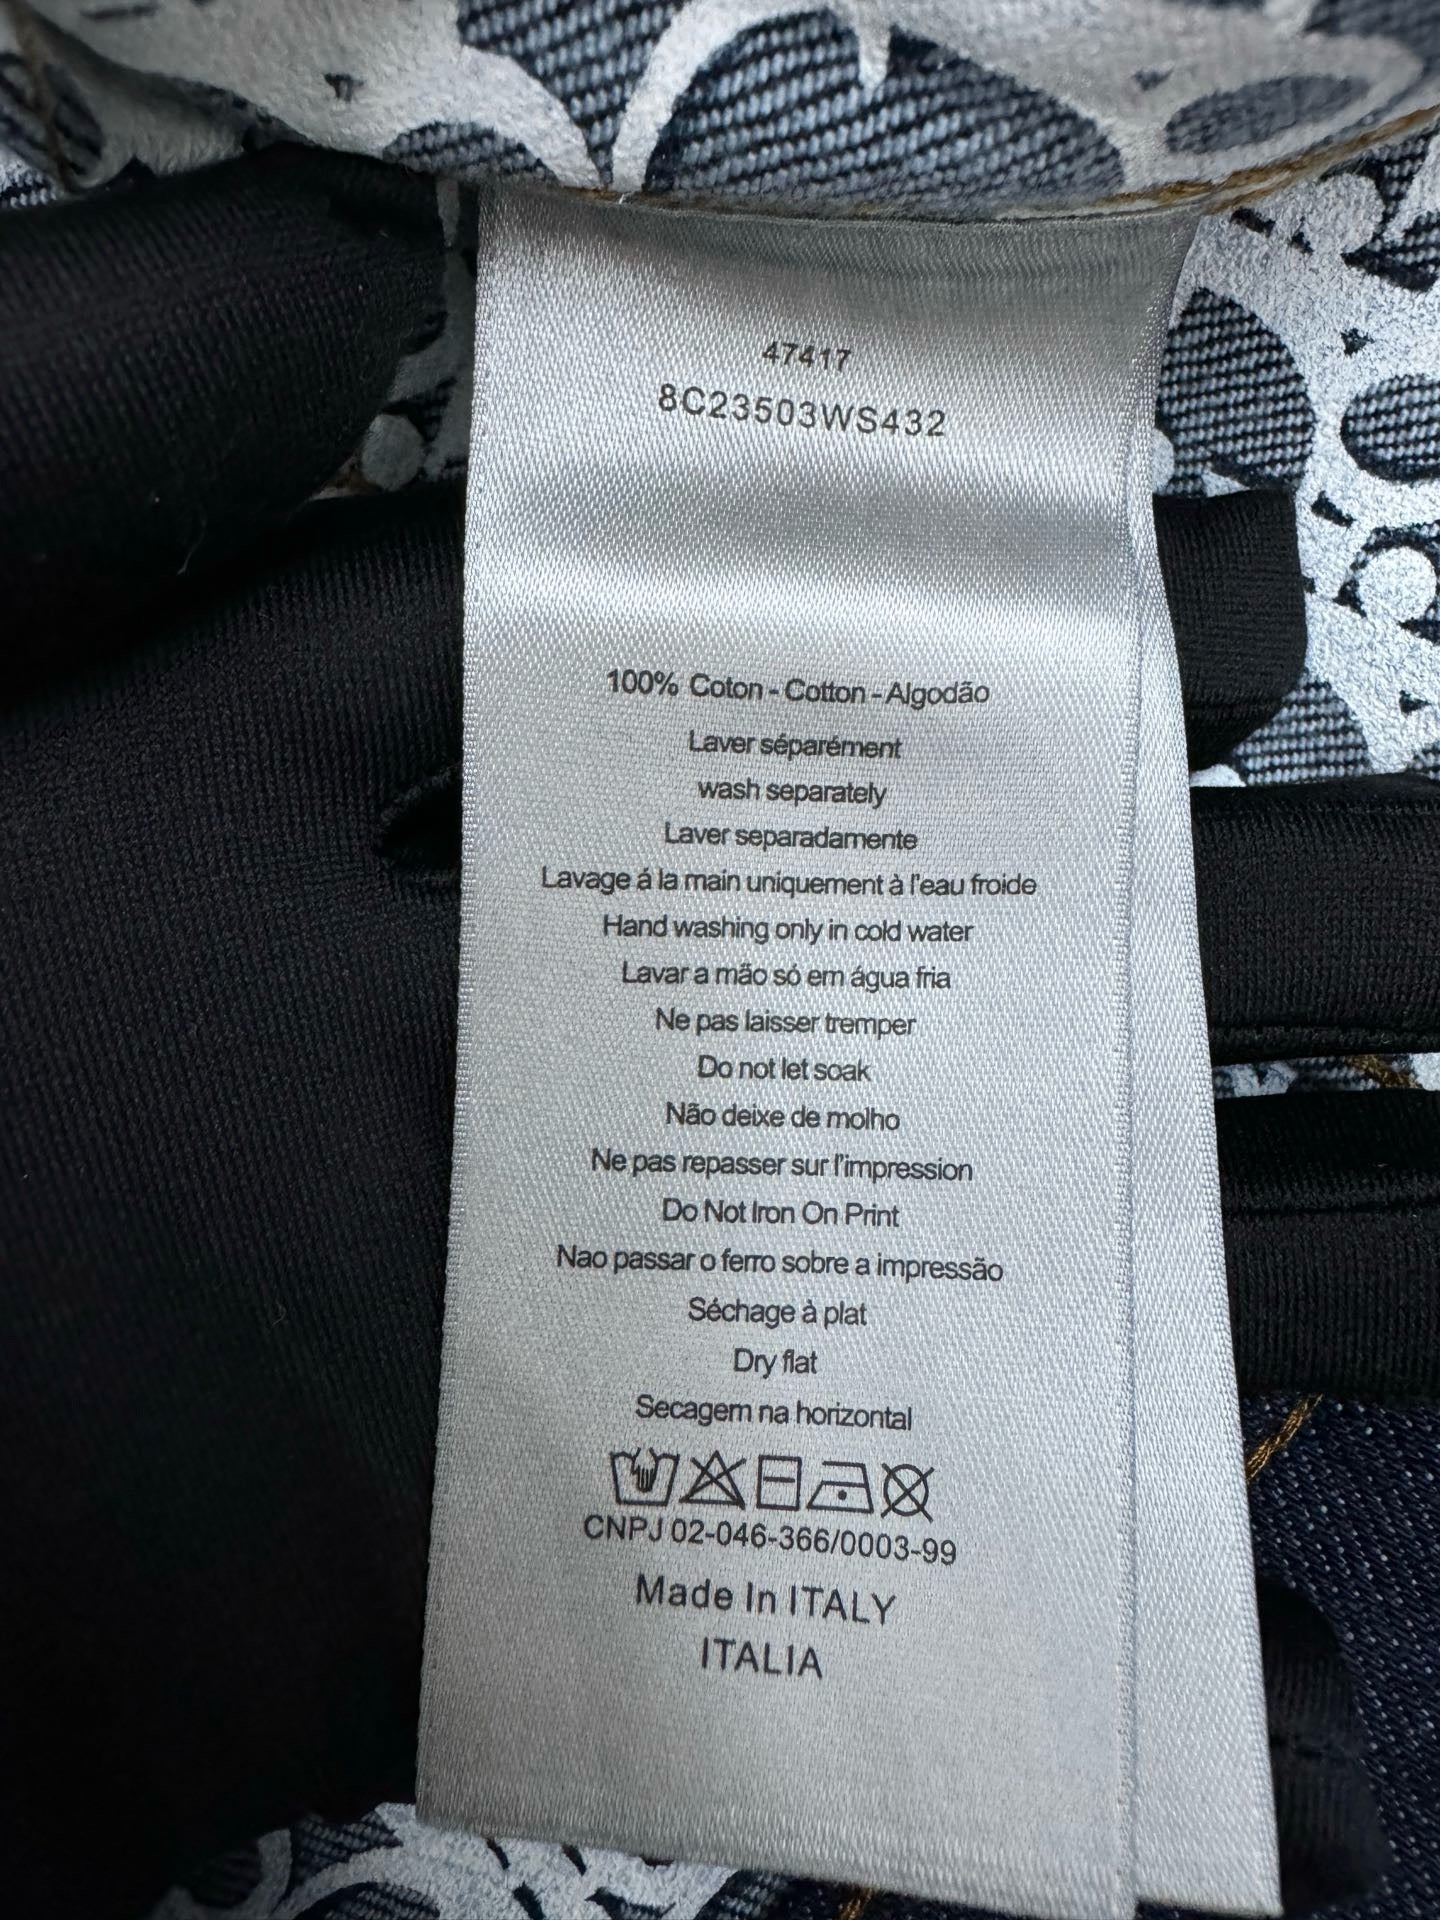 47417
8C23503WS432
100% Coton - Cotton - Algodão
Laver séparément
wash separately
Laver separadamente
Lavage á la main uniquement à l'eau froide
Hand washing only in cold water
Lavar a mão só em água fria
Ne pas laisser tremper
Do not let soak
Não deixe de molho
Ne pas repasser sur l'impression
Do Not Iron On Print
Nao passar o ferro sobre a impressão
Séchage à plat
Dry flat
Secagem na horizontal
CNPJ 02-046-366/0003-99
Made In ITALY
ITALIA